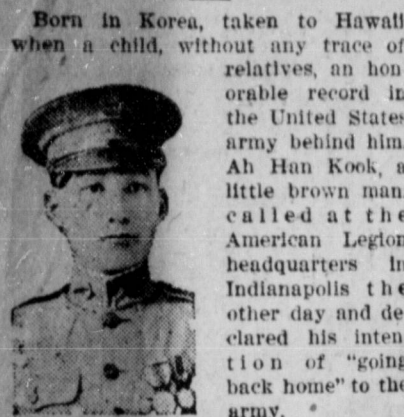 Born in Korea, taken to Hawaii
when a child, without any trace of
relatives, an hon
orable record in
the United States
army behind him,
Ah Han Kook, a
little brown man,
called at the
American Legion
headquarters in
Indianapolis the
other day and de
clared his inten
tion of "going
back home" to the
army.